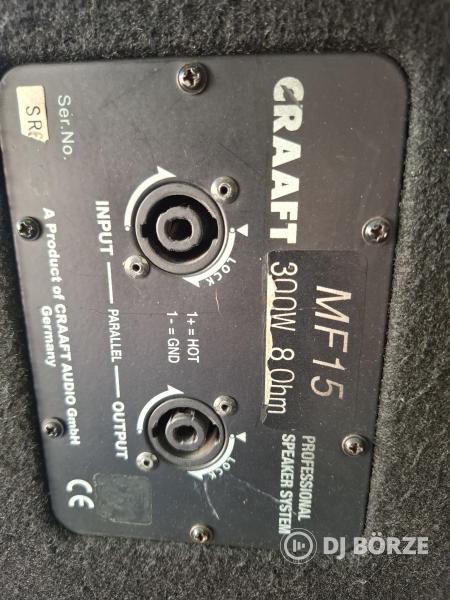 CRAAFT
PROFESSIONAL
SPEAKER SYSTEM
MF15
300W 8 Ohm
LOCK
LOCK
1+ = HOT
1- = GND
INPUT — PARALLEL — OUTPUT
Ser.No.
A Product of CRAAFT AUDIO GmbH
Germany
CE
DJ BÖRZE